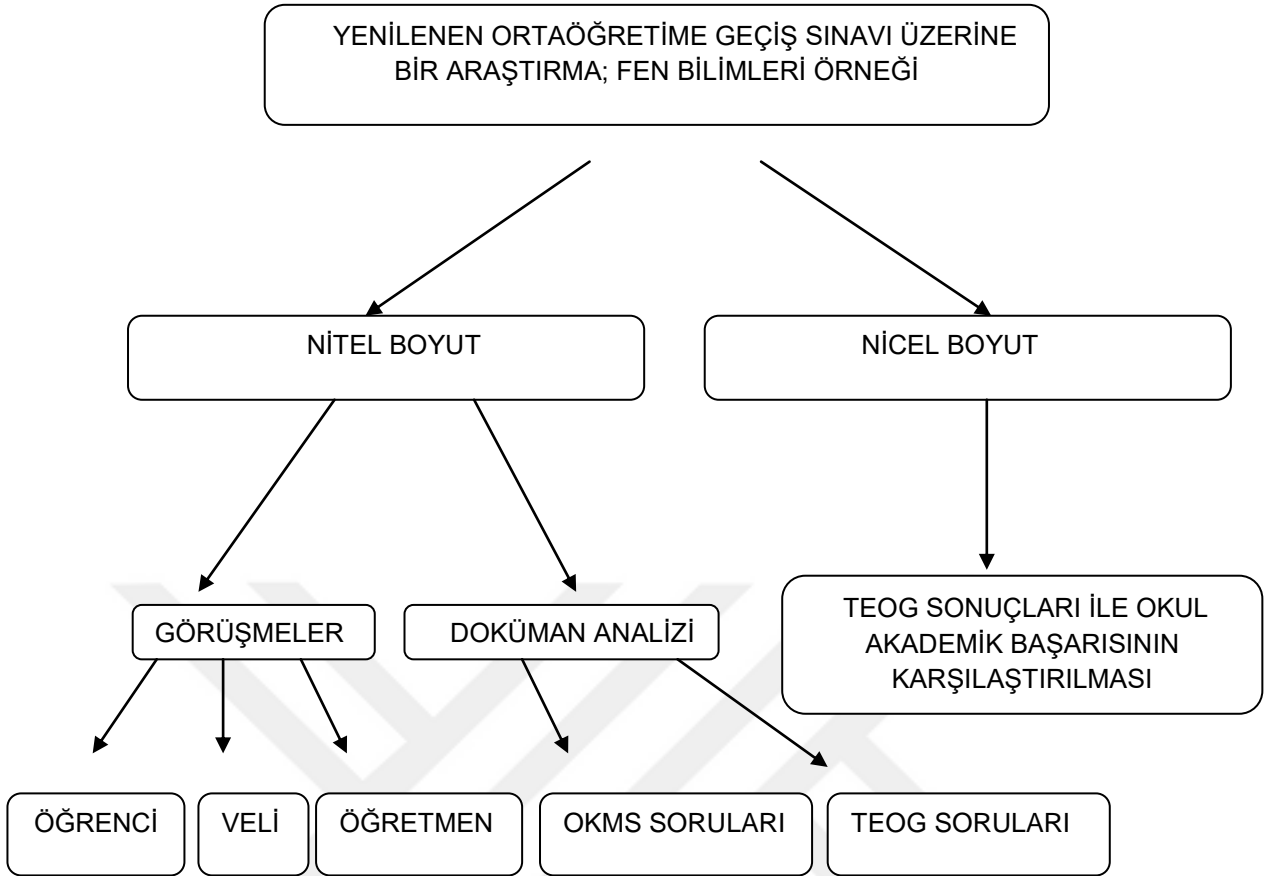 YENİLENEN ORTAÖĞRETİME GEÇİŞ SINAVI ÜZERİNE
BİR ARAŞTIRMA; FEN BİLİMLERİ ÖRNEĞİ
NİTEL BOYUT
NİCEL BOYUT
GÖRÜŞMELER
DOKÜMAN ANALİZİ
TEOG SONUÇLARI İLE OKUL
AKADEMİK BAŞARISININ
KARŞILAŞTIRILMASI
ÖĞRENCİ
VELİ
ÖĞRETMEN
OKMS SORULARI
TEOG SORULARI